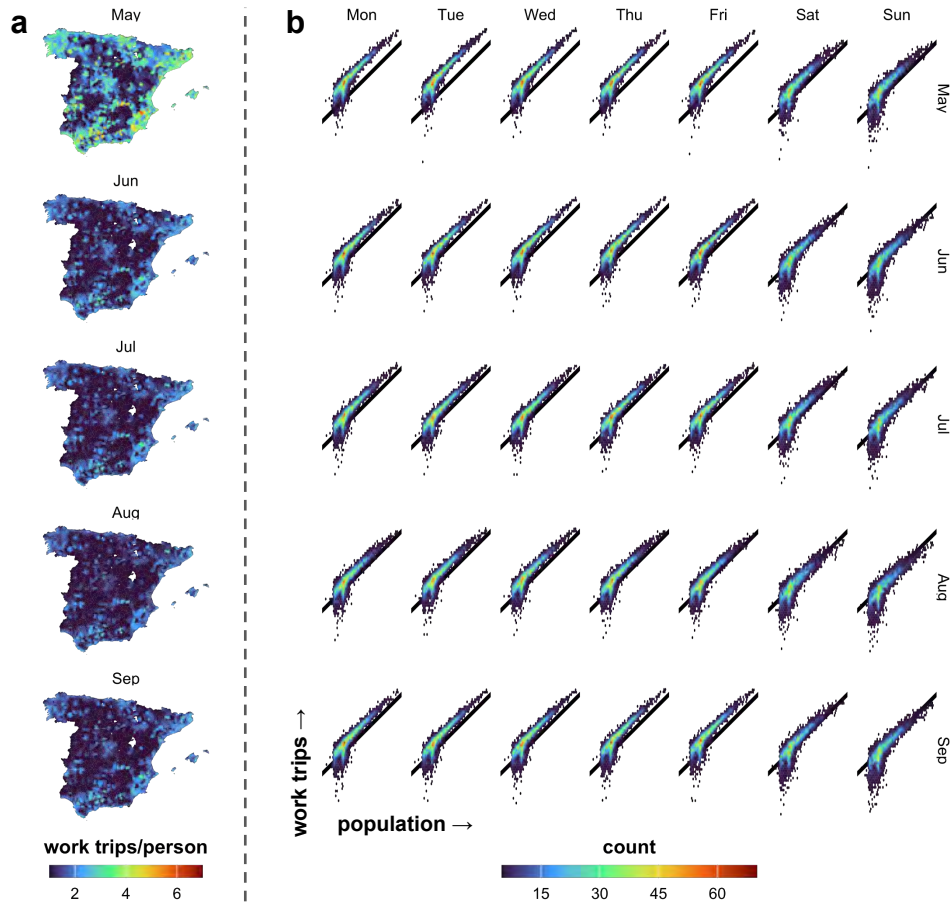 a
May
Jun
Jul
Aug
Sep
work trips/person
2 4 6
b
Mon Tue Wed Thu Fri Sat Sun
May
Jun
Jul
Aug
Sep
work trips →
population →
count
15 30 45 60